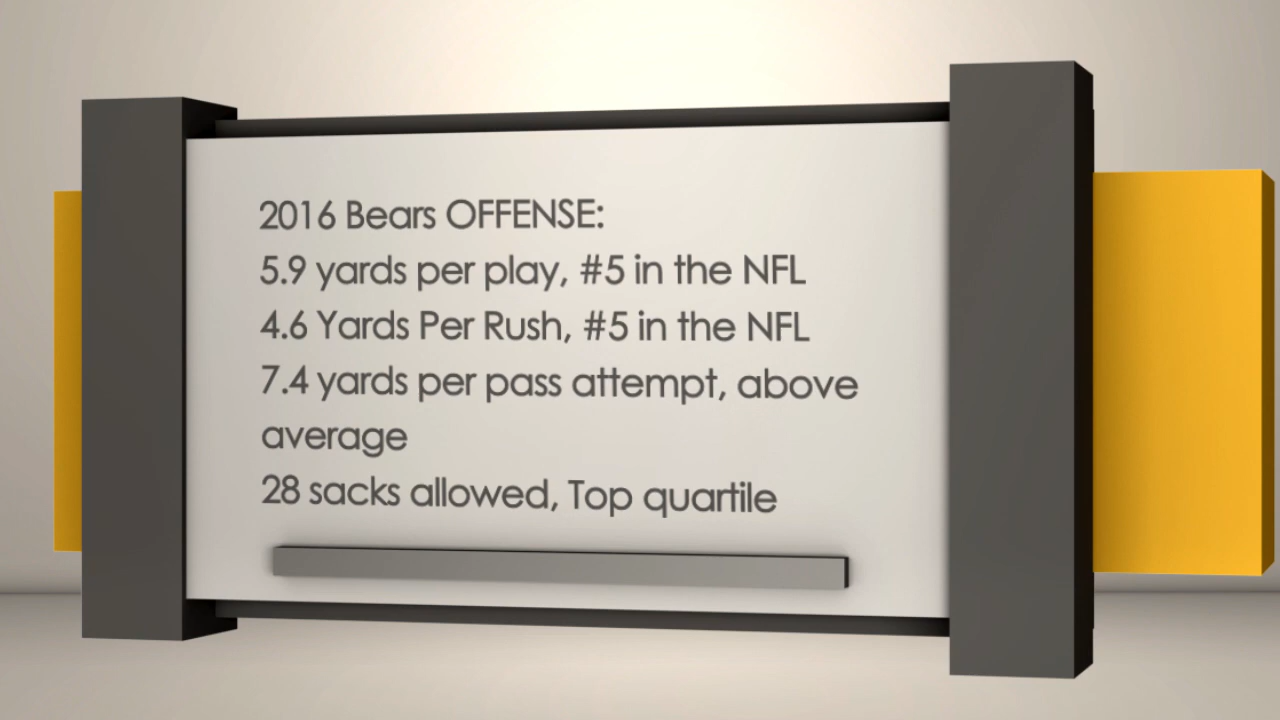 2016 Bears OFFENSE:
5.9 yards per play, #5 in the NFL
4.6 Yards Per Rush, #5 in the NFL
7.4 yards per pass attempt, above
average
28 sacks allowed, Top quartile